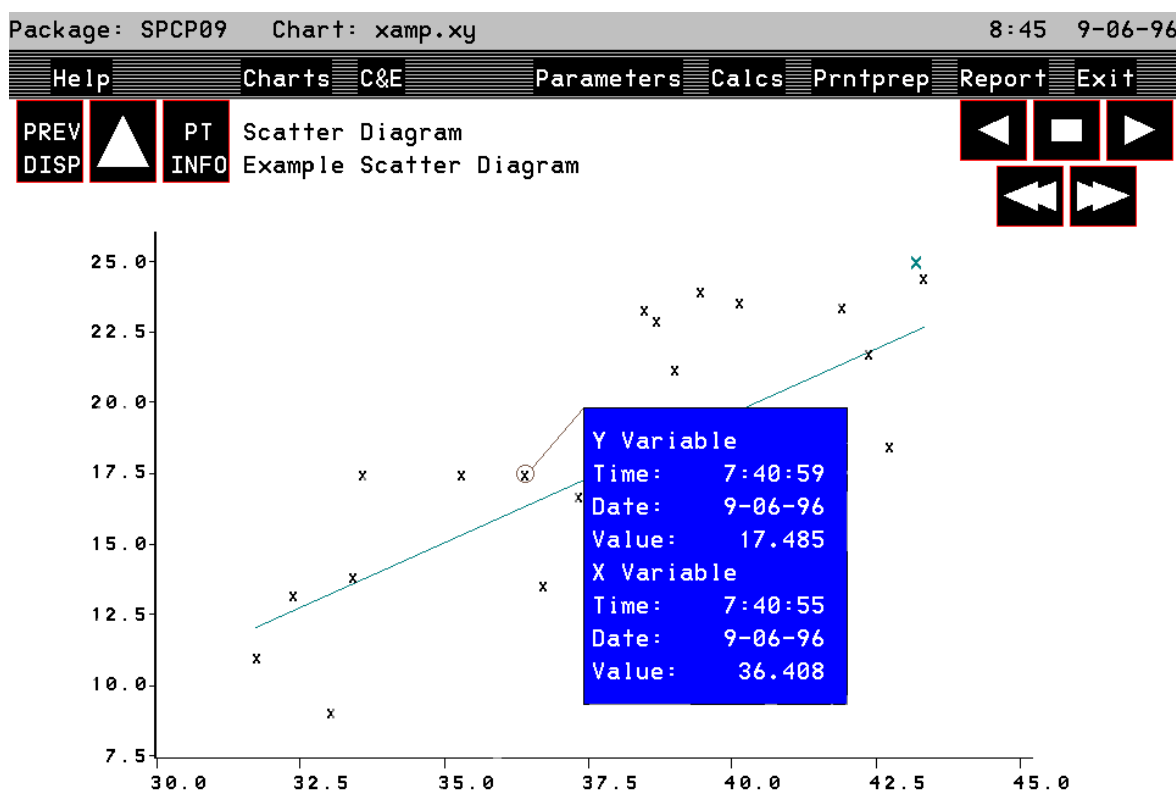 Package: SPCP09 Chart: xamp.xy 8:45 9-06-96
Help Charts C&E Parameters Calcs Prntprep Report Exit
PREV DISP
PT INFO
Scatter Diagram
Example Scatter Diagram
25.0
22.5
20.0
17.5
15.0
12.5
10.0
7.5
Y Variable
Time: 7:40:59
Date: 9-06-96
Value: 17.485
X Variable
Time: 7:40:55
Date: 9-06-96
Value: 36.408
30.0 32.5 35.0 37.5 40.0 42.5 45.0